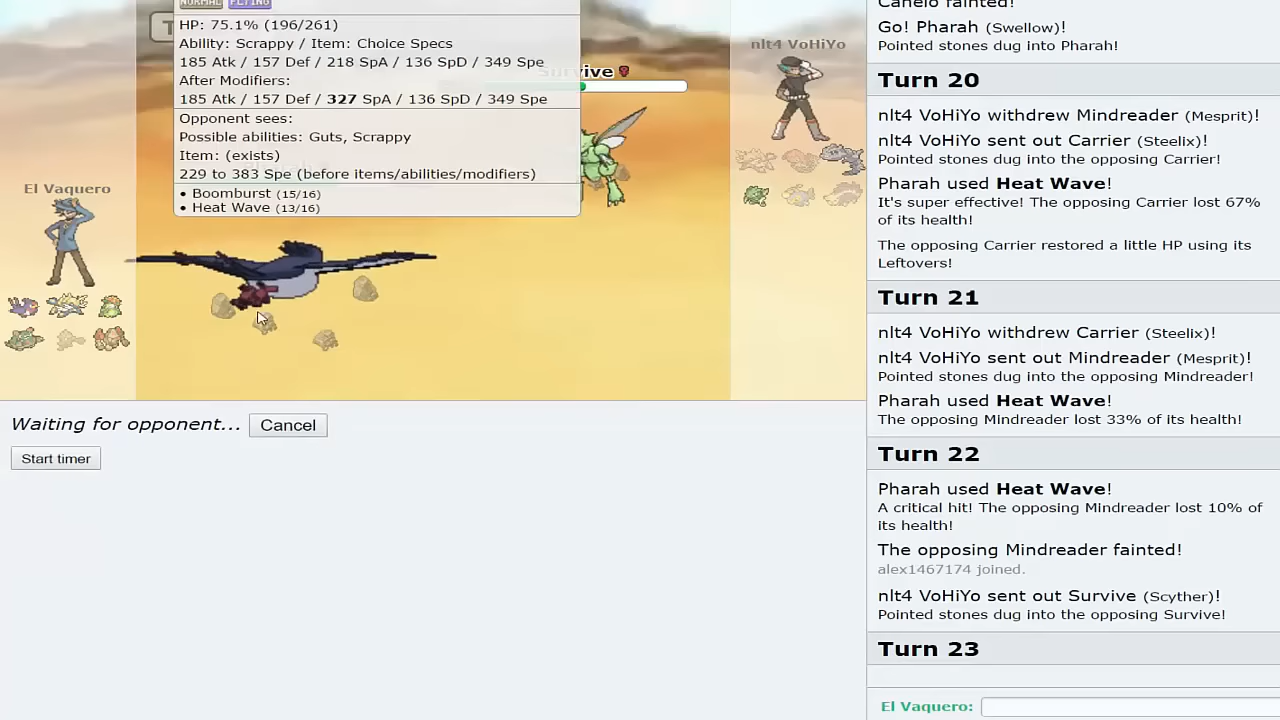 NORMAL FLYING
HP: 75.1% (196/261)
Ability: Scrappy / Item: Choice Specs
185 Atk / 157 Def / 218 SpA / 136 SpD / 349 Spe
After Modifiers:
185 Atk / 157 Def / 327 SpA / 136 SpD / 349 Spe
Opponent sees:
Possible abilities: Guts, Scrappy
Item: (exists)
229 to 383 Spe (before items/abilities/modifiers)
• Boomburst (15/16)
• Heat Wave (13/16)
Survive
nlt4 VoHiYo
El Vaquero
Waiting for opponent... Cancel
Start timer
Canelo fainted!
Go! Pharah (Swellow)!
Pointed stones dug into Pharah!
Turn 20
nlt4 VoHiYo withdrew Mindreader (Mesprit)!
nlt4 VoHiYo sent out Carrier (Steelix)!
Pointed stones dug into the opposing Carrier!
Pharah used Heat Wave!
It's super effective! The opposing Carrier lost 67%
of its health!
The opposing Carrier restored a little HP using its
Leftovers!
Turn 21
nlt4 VoHiYo withdrew Carrier (Steelix)!
nlt4 VoHiYo sent out Mindreader (Mesprit)!
Pointed stones dug into the opposing Mindreader!
Pharah used Heat Wave!
The opposing Mindreader lost 33% of its health!
Turn 22
Pharah used Heat Wave!
A critical hit! The opposing Mindreader lost 10% of
its health!
The opposing Mindreader fainted!
alex1467174 joined.
nlt4 VoHiYo sent out Survive (Scyther)!
Pointed stones dug into the opposing Survive!
Turn 23
El Vaquero: